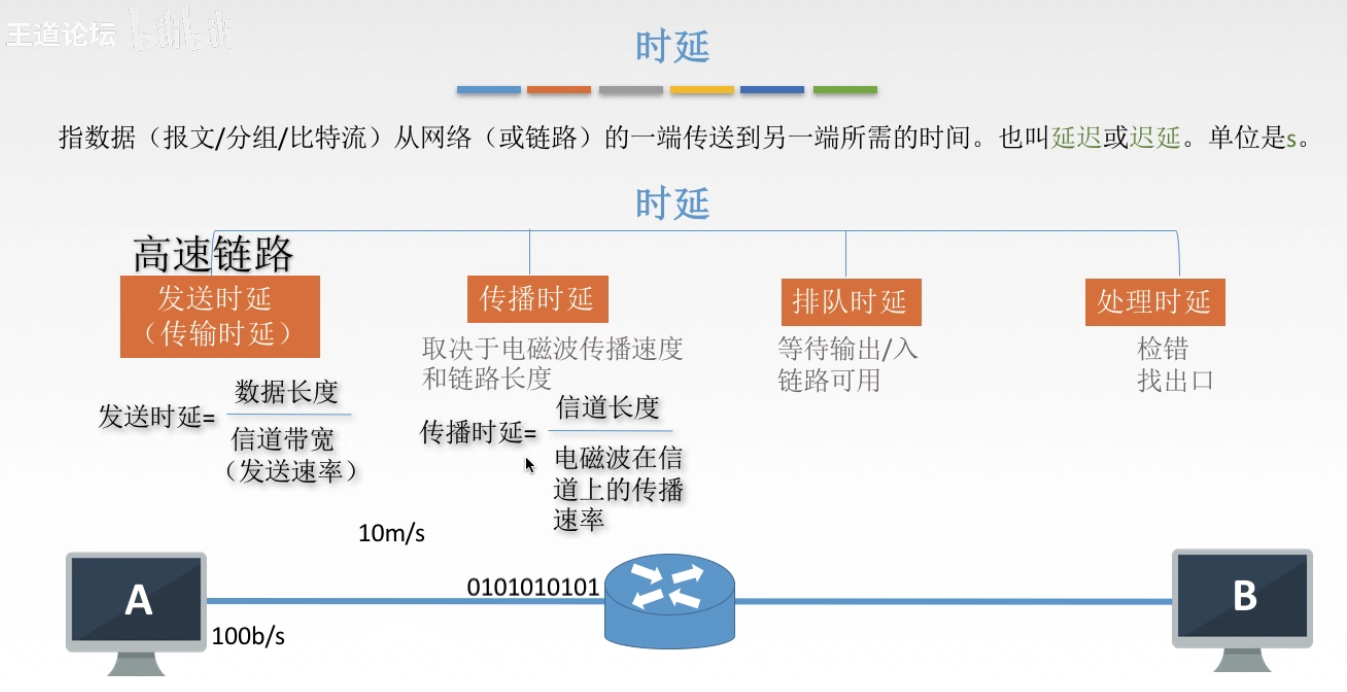 王道论坛 bilibili
时延
指数据（报文/分组/比特流）从网络（或链路）的一端传送到另一端所需的时间。也叫延迟或迟延。单位是s。
时延
高速链路
发送时延
（传输时延）
传播时延
排队时延
处理时延
取决于电磁波传播速度
和链路长度
等待输出/入
链路可用
检错
找出口
发送时延=
数据长度
信道带宽
（发送速率）
传播时延=
信道长度
电磁波在信
道上的传播
速率
10m/s
0101010101
A
B
100b/s